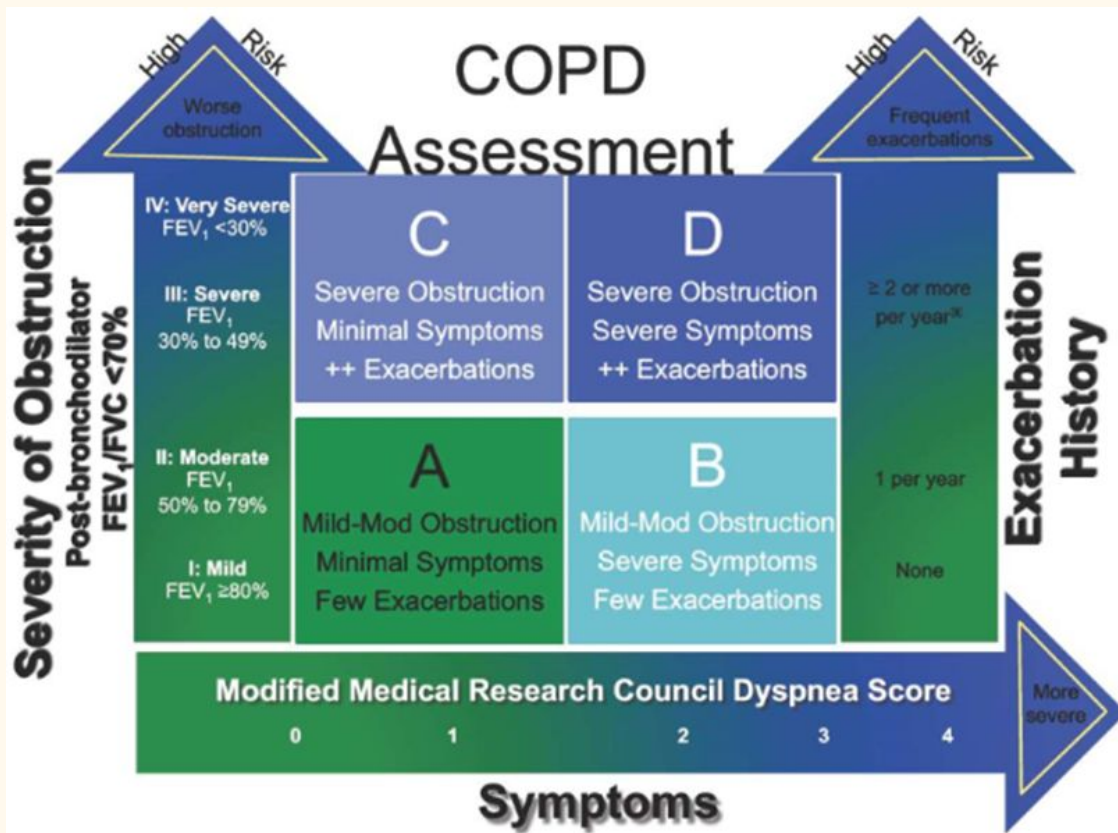 COPD
Assessment
High Risk
Worse
obstruction
High Risk
Frequent
exacerbations
Severity of Obstruction
Post-bronchodilator
FEV₁/FVC <70%
IV: Very Severe
FEV₁ <30%
III: Severe
FEV₁
30% to 49%
II: Moderate
FEV₁
50% to 79%
I: Mild
FEV₁ ≥80%
C
Severe Obstruction
Minimal Symptoms
++ Exacerbations
D
Severe Obstruction
Severe Symptoms
++ Exacerbations
A
Mild-Mod Obstruction
Minimal Symptoms
Few Exacerbations
B
Mild-Mod Obstruction
Severe Symptoms
Few Exacerbations
≥ 2 or more
per year
1 per year
None
Exacerbation
History
Modified Medical Research Council Dyspnea Score
0 1 2 3 4
More
severe
Symptoms